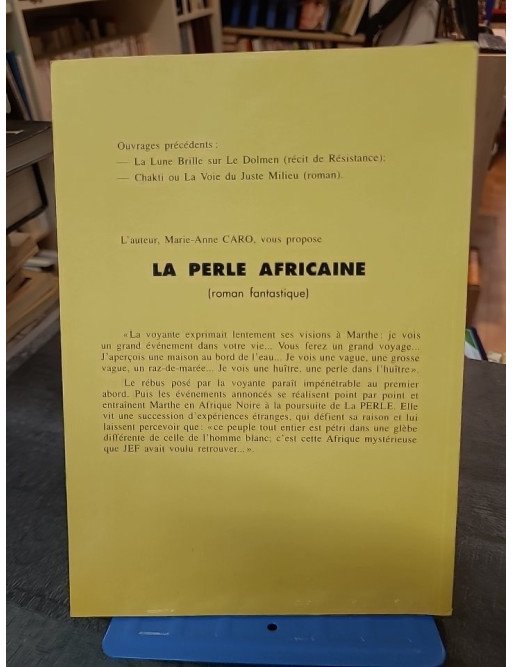 Ouvrages précédents :
— La Lune Brille sur Le Dolmen (récit de Résistance);
— Chakti ou La Voie du Juste Milieu (roman).
L'auteur, Marie-Anne CARO, vous propose
LA PERLE AFRICAINE
(roman fantastique)
«La voyante exprimait lentement ses visions à Marthe: je vois
un grand événement dans votre vie... Vous ferez un grand voyage...
J'aperçois une maison au bord de l'eau... Je vois une vague, une grosse
vague, un raz-de-marée... Je vois une huître, une perle dans l'huître».
Le rébus posé par la voyante paraît impénétrable au premier
abord. Puis les événements annoncés se réalisent point par point et
entraînent Marthe en Afrique Noire à la poursuite de La PERLE. Elle
vit une succession d'expériences étranges, qui défient sa raison et lui
laissent percevoir que: «ce peuple tout entier est pétri dans une glèbe
différente de celle de l'homme blanc; c'est cette Afrique mystérieuse
que JEF avait voulu retrouver...».